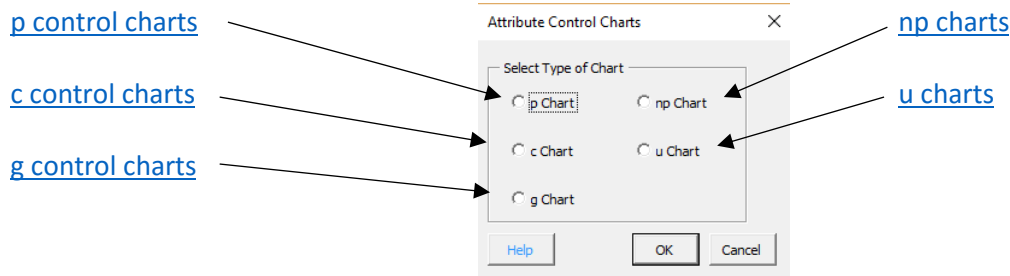 p control charts
c control charts
g control charts
Attribute Control Charts
Select Type of Chart
p Chart
np Chart
c Chart
u Chart
g Chart
Help
OK
Cancel
np charts
u charts